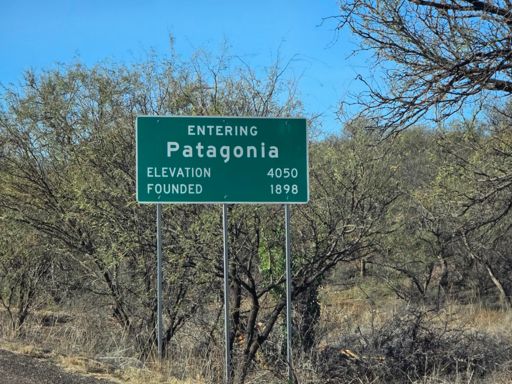 ENTERING
Patagonia
ELEVATION 4050
FOUNDED 1898